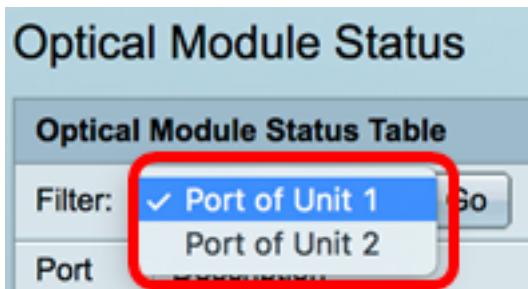 Optical Module Status
Optical Module Status Table
Filter: ✓ Port of Unit 1 Go
Port of Unit 2
Port